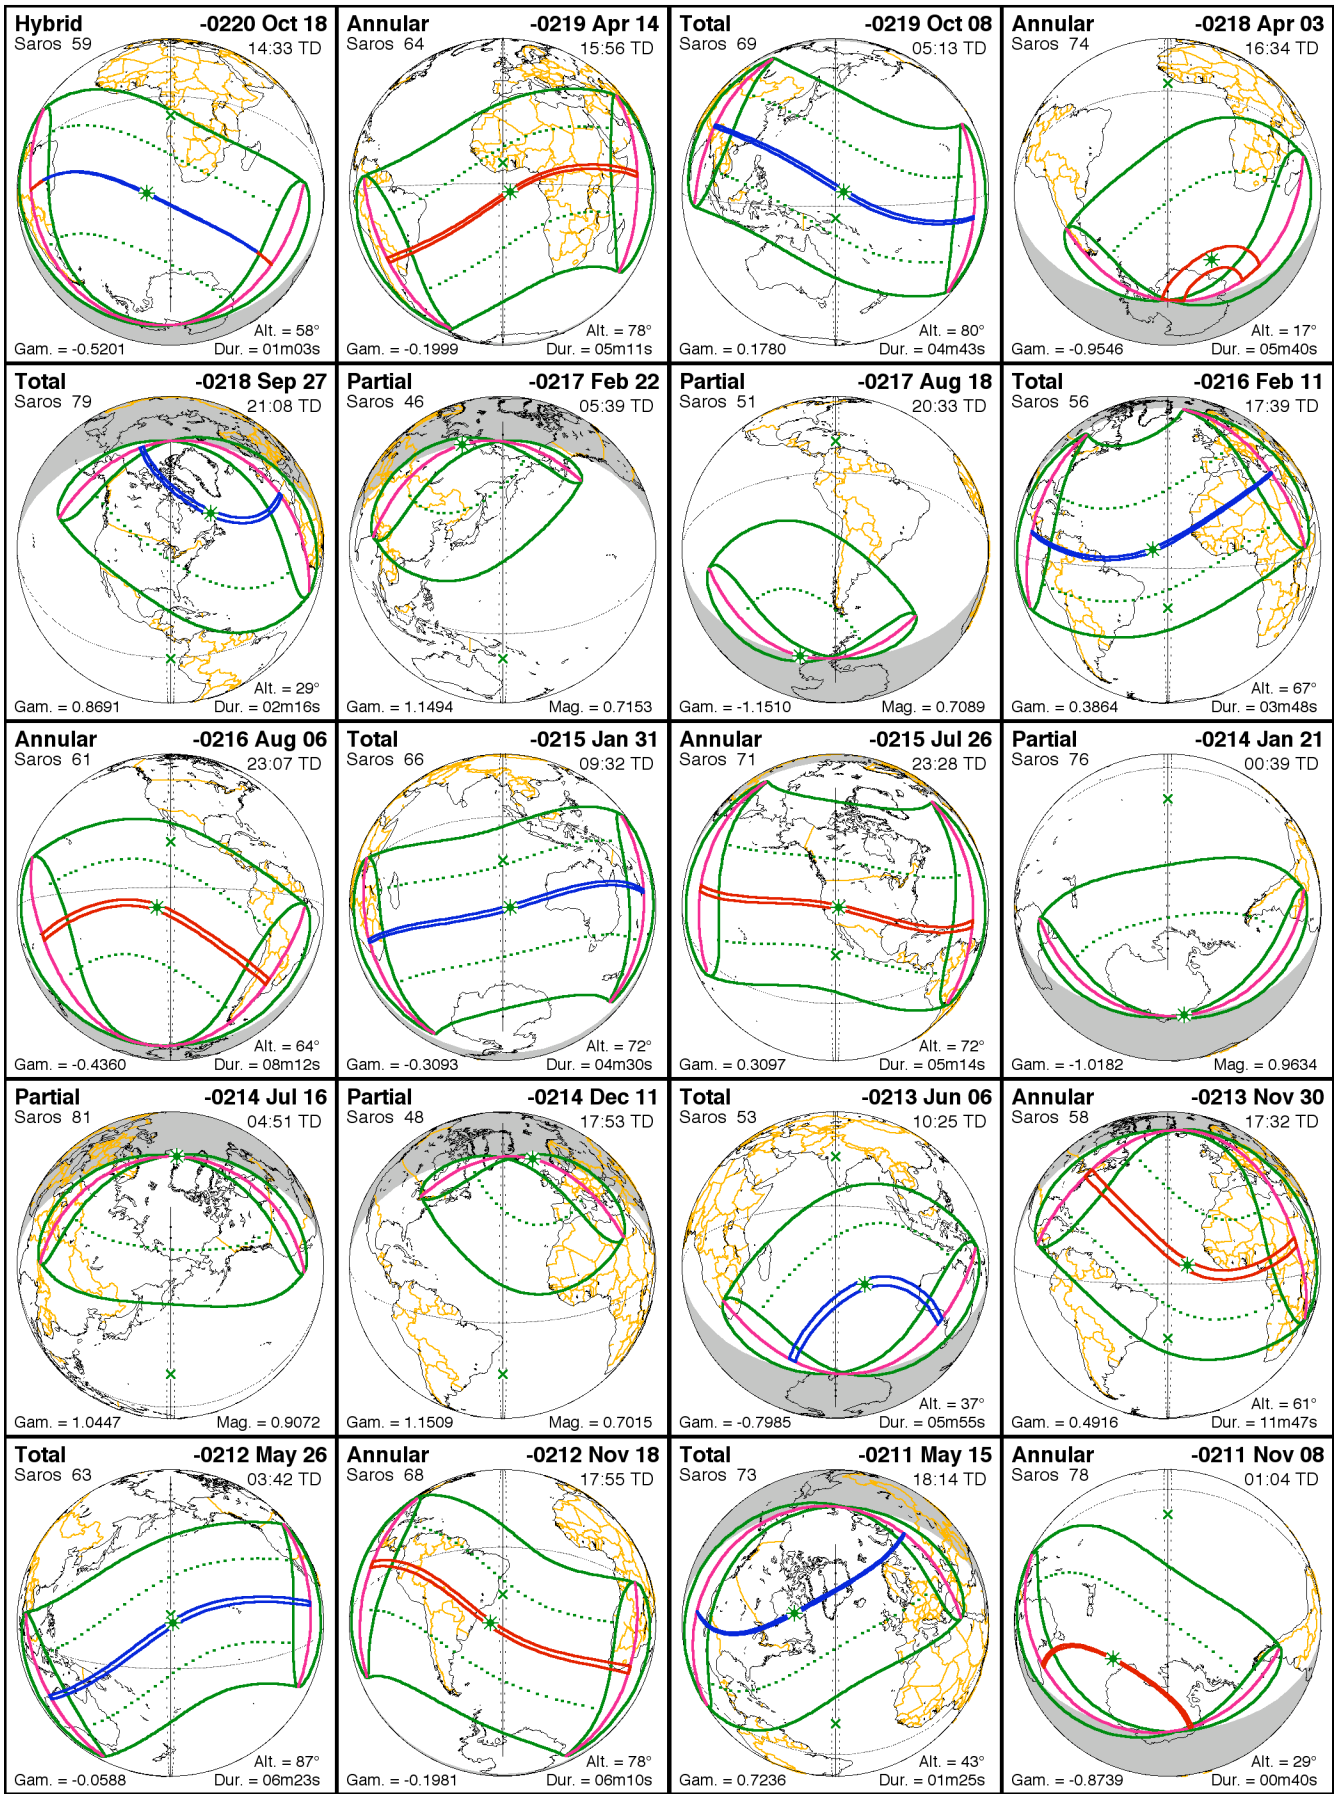 Hybrid -0220 Oct 18
Saros 59 14:33 TD
Alt. = 58°
Gam. = -0.5201 Dur. = 01m03s
Annular -0219 Apr 14
Saros 64 15:56 TD
Alt. = 78°
Gam. = -0.1999 Dur. = 05m11s
Total -0219 Oct 08
Saros 69 05:13 TD
Alt. = 80°
Gam. = 0.1780 Dur. = 04m43s
Annular -0218 Apr 03
Saros 74 16:34 TD
Alt. = 17°
Gam. = -0.9546 Dur. = 05m40s
Total -0218 Sep 27
Saros 79 21:08 TD
Alt. = 29°
Gam. = 0.8691 Dur. = 02m16s
Partial -0217 Feb 22
Saros 46 05:39 TD
Gam. = 1.1494 Mag. = 0.7153
Partial -0217 Aug 18
Saros 51 20:33 TD
Gam. = -1.1510 Mag. = 0.7089
Total -0216 Feb 11
Saros 56 17:39 TD
Alt. = 67°
Gam. = 0.3864 Dur. = 03m48s
Annular -0216 Aug 06
Saros 61 23:07 TD
Alt. = 64°
Gam. = -0.4360 Dur. = 08m12s
Total -0215 Jan 31
Saros 66 09:32 TD
Alt. = 72°
Gam. = -0.3093 Dur. = 04m30s
Annular -0215 Jul 26
Saros 71 23:28 TD
Alt. = 72°
Gam. = 0.3097 Dur. = 05m14s
Partial -0214 Jan 21
Saros 76 00:39 TD
Gam. = -1.0182 Mag. = 0.9634
Partial -0214 Jul 16
Saros 81 04:51 TD
Gam. = 1.0447 Mag. = 0.9072
Partial -0214 Dec 11
Saros 48 17:53 TD
Gam. = 1.1509 Mag. = 0.7015
Total -0213 Jun 06
Saros 53 10:25 TD
Alt. = 37°
Gam. = -0.7985 Dur. = 05m55s
Annular -0213 Nov 30
Saros 58 17:32 TD
Alt. = 61°
Gam. = 0.4916 Dur. = 11m47s
Total -0212 May 26
Saros 63 03:42 TD
Alt. = 87°
Gam. = -0.0588 Dur. = 06m23s
Annular -0212 Nov 18
Saros 68 17:55 TD
Alt. = 78°
Gam. = -0.1981 Dur. = 06m10s
Total -0211 May 15
Saros 73 18:14 TD
Alt. = 43°
Gam. = 0.7236 Dur. = 01m25s
Annular -0211 Nov 08
Saros 78 01:04 TD
Alt. = 29°
Gam. = -0.8739 Dur. = 00m40s